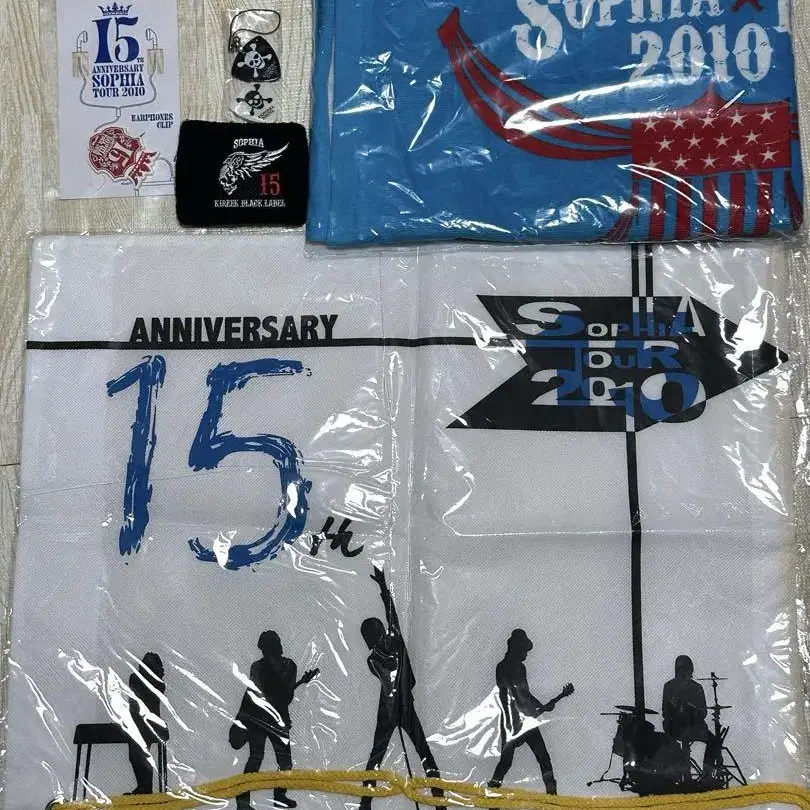 15TH
ANNIVERSARY
SOPHIA
TOUR 2010
EARPHONES
CLIP
15
SOPHIA
15
KIREEK BLACK LABEL
SOPHIA
2010
ANNIVERSARY
15th
SOPHIA
TOUR
2010